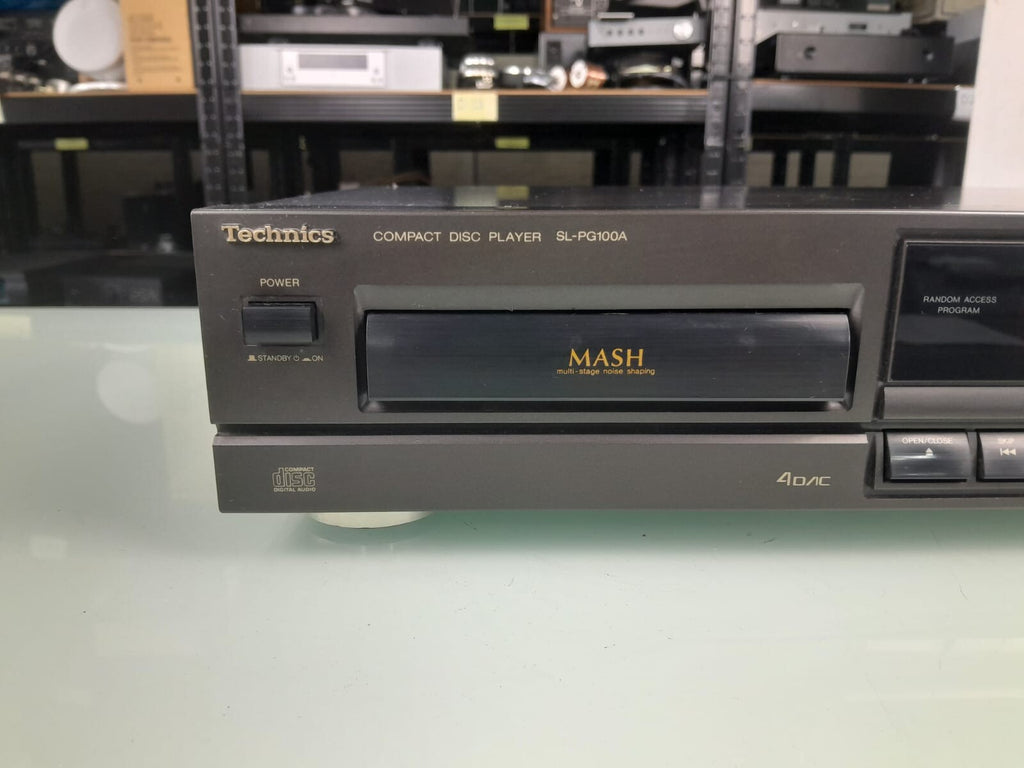 Technics
COMPACT DISC PLAYER SL-PG100A
POWER
STANDBY ON
MASH
multi-stage noise shaping
RANDOM ACCESS
PROGRAM
OPEN/CLOSE
SKIP
COMPACT
disc
DIGITAL AUDIO
4DAC